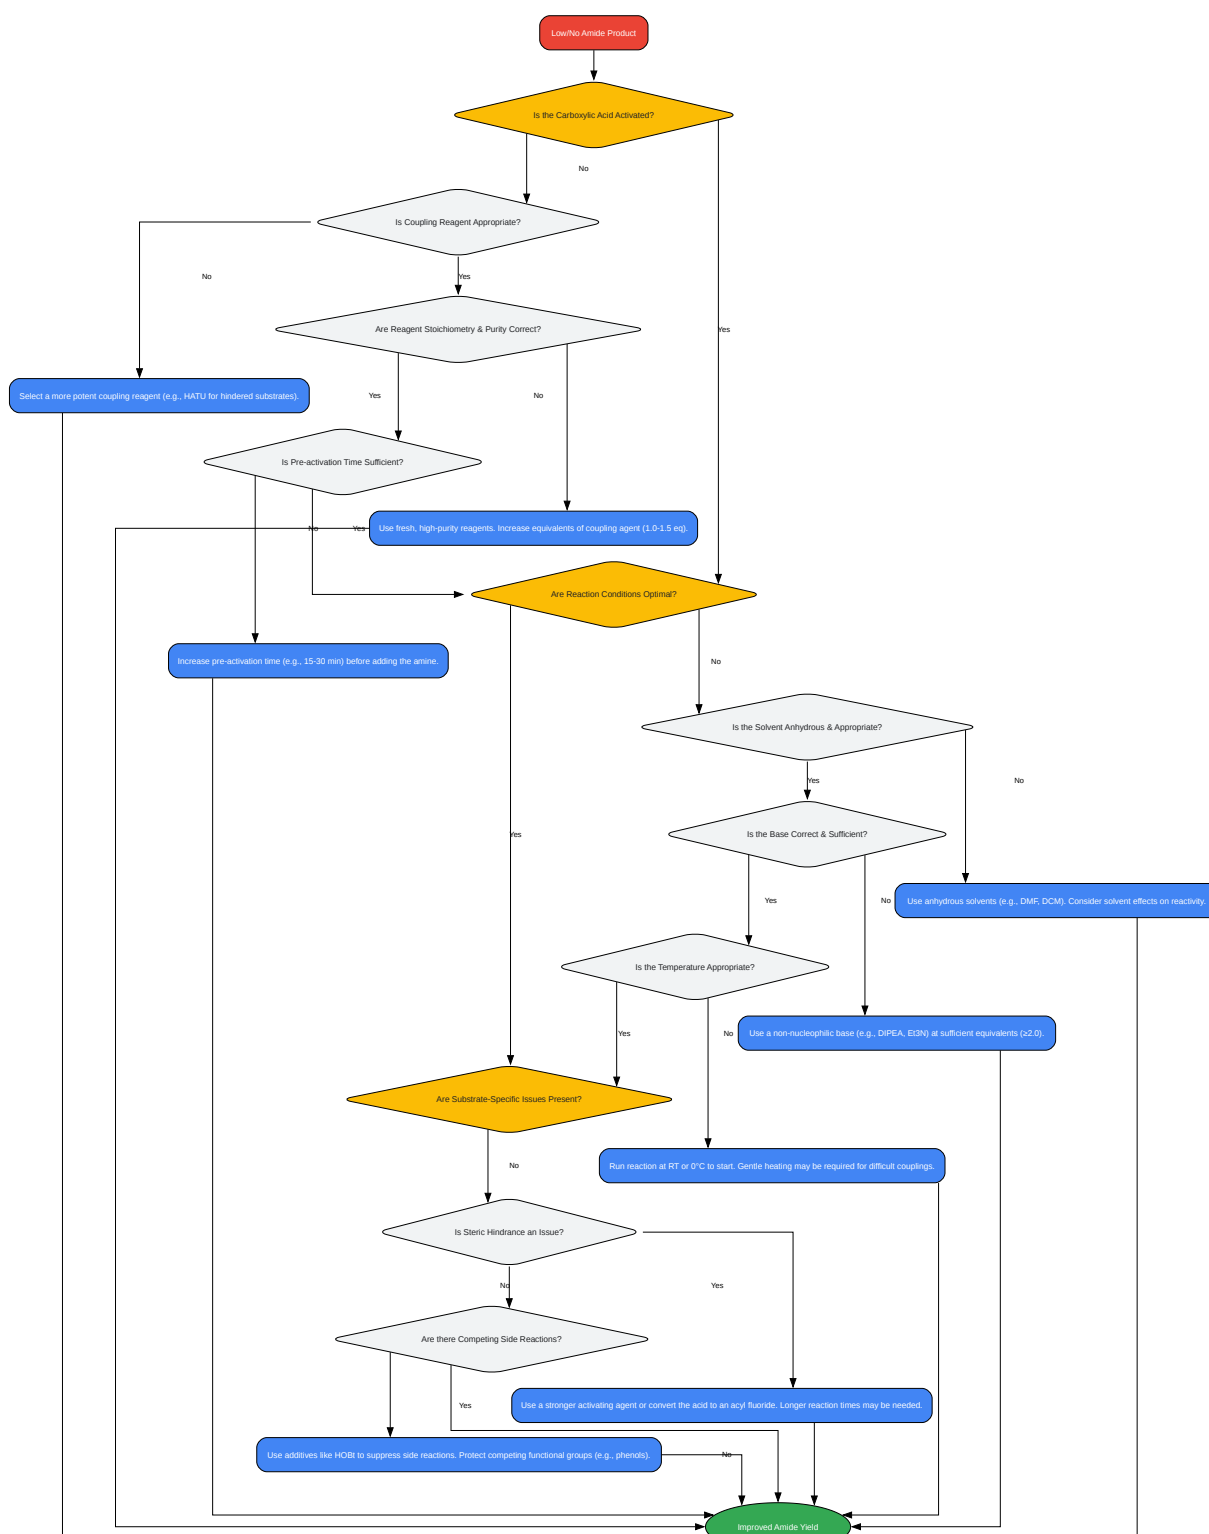 Low/No Amide Product
Is the Carboxylic Acid Activated?
No
Is Coupling Reagent Appropriate?
No
Yes
Are Reagent Stoichiometry & Purity Correct?
Yes
Select a more potent coupling reagent (e.g., HATU for hindered substrates).
Yes
No
Is Pre-activation Time Sufficient?
No
Yes
Use fresh, high-purity reagents. Increase equivalents of coupling agent (1.0-1.5 eq).
Are Reaction Conditions Optimal?
Increase pre-activation time (e.g., 15-30 min) before adding the amine.
No
Is the Solvent Anhydrous & Appropriate?
Yes
No
Yes
Is the Base Correct & Sufficient?
Yes
No
Use anhydrous solvents (e.g., DMF, DCM). Consider solvent effects on reactivity.
Is the Temperature Appropriate?
Yes
No
Use a non-nucleophilic base (e.g., DIPEA, Et3N) at sufficient equivalents (≥2.0).
Are Substrate-Specific Issues Present?
No
Run reaction at RT or 0°C to start. Gentle heating may be required for difficult couplings.
Is Steric Hindrance an Issue?
No
Yes
Are there Competing Side Reactions?
Yes
Use a stronger activating agent or convert the acid to an acyl fluoride. Longer reaction times may be needed.
Use additives like HOBt to suppress side reactions. Protect competing functional groups (e.g., phenols).
No
Improved Amide Yield